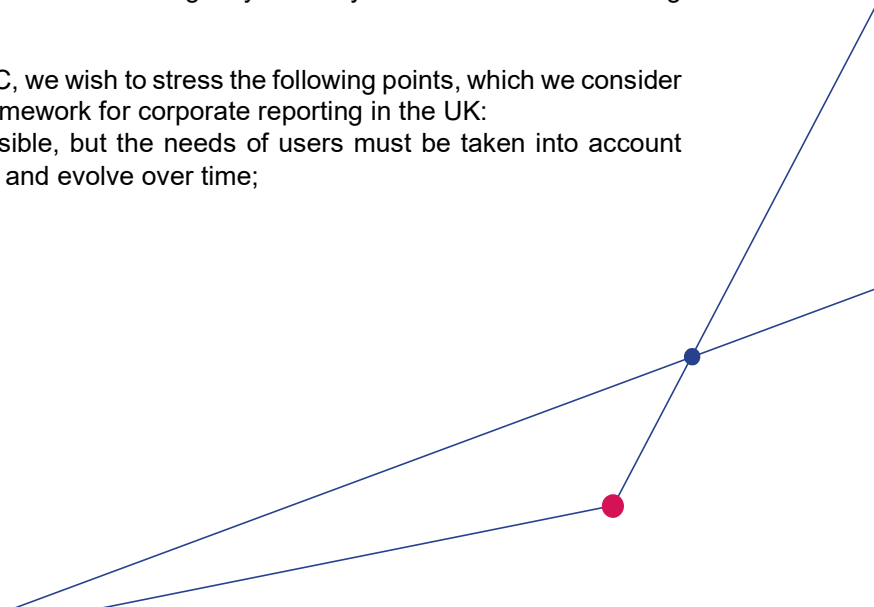 C, we wish to stress the following points, which we consider
mework for corporate reporting in the UK:
sible, but the needs of users must be taken into account
and evolve over time;